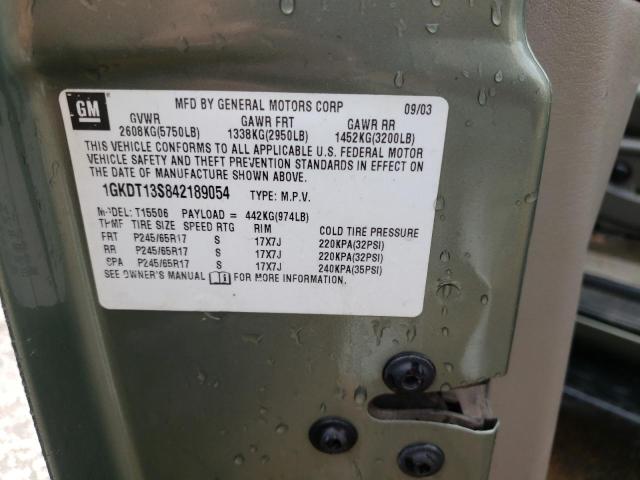 GM
MFD BY GENERAL MOTORS CORP 09/03
GVWR GAWR FRT GAWR RR
2608KG(5750LB) 1338KG(2950LB) 1452KG(3200LB)
THIS VEHICLE CONFORMS TO ALL APPLICABLE U.S. FEDERAL MOTOR
VEHICLE SAFETY AND THEFT PREVENTION STANDARDS IN EFFECT ON
THE DATE OF MANUFACTURE SHOWN ABOVE.
1GKDT13S842189054 TYPE: M.P.V.
MODEL: T15506 PAYLOAD = 442KG(974LB)
TIRE SIZE SPEED RTG RIM COLD TIRE PRESSURE
FRT P245/65R17 S 17X7J 220KPA(32PSI)
RR P245/65R17 S 17X7J 220KPA(32PSI)
SPA P245/65R17 S 17X7J 240KPA(35PSI)
SEE OWNER'S MANUAL FOR MORE INFORMATION.